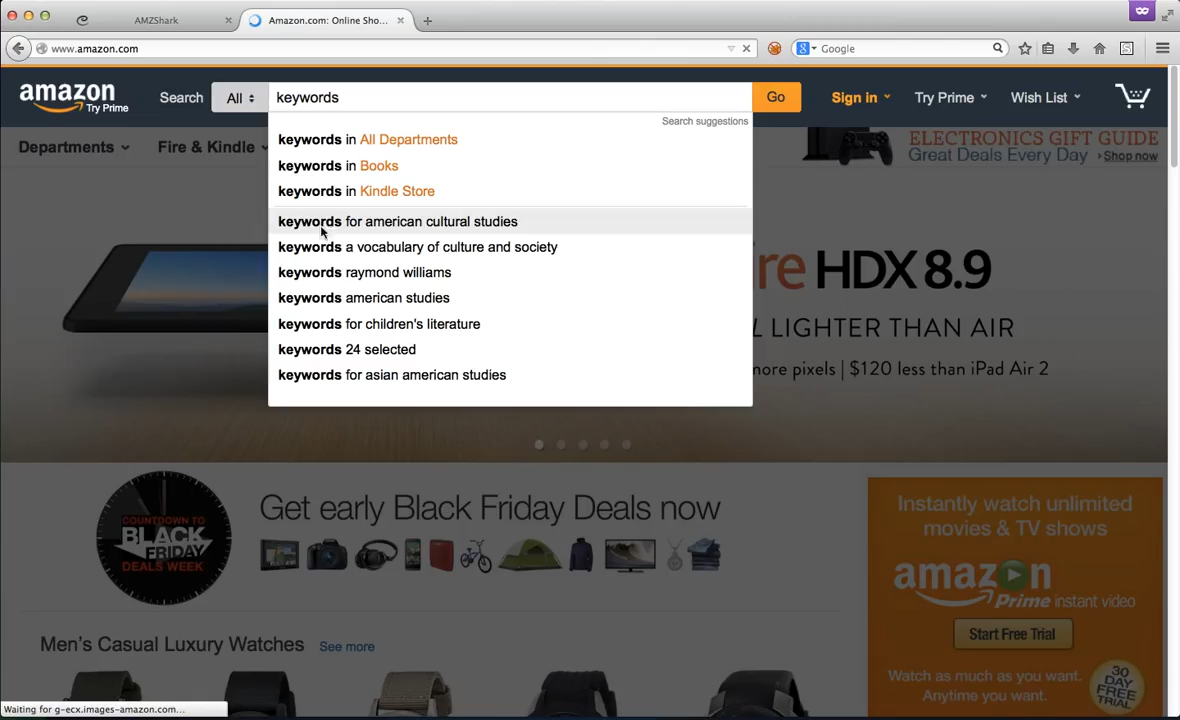 AMZShark
Amazon.com: Online Sho...
www.amazon.com
Google
amazon
Try Prime
Search
All
keywords
Go
Sign in
Try Prime
Wish List
Search suggestions
Departments
Fire & Kindle
keywords in All Departments
keywords in Books
keywords in Kindle Store
keywords for american cultural studies
keywords a vocabulary of culture and society
keywords raymond williams
keywords american studies
keywords for children's literature
keywords 24 selected
keywords for asian american studies
ELECTRONICS GIFT GUIDE
Great Deals Every Day
Shop now
ire HDX 8.9
LIGHTER THAN AIR
more pixels | $120 less than iPad Air 2
COUNTDOWN TO
BLACK
FRIDAY
DEALS WEEK
Get early Black Friday Deals now
Instantly watch unlimited
movies & TV shows
amazon
Prime instant video
Start Free Trial
Watch as much as you want.
Anytime you want.
30
DAY
FREE
TRIAL
Men's Casual Luxury Watches
See more
Waiting for g-ecx.images-amazon.com...